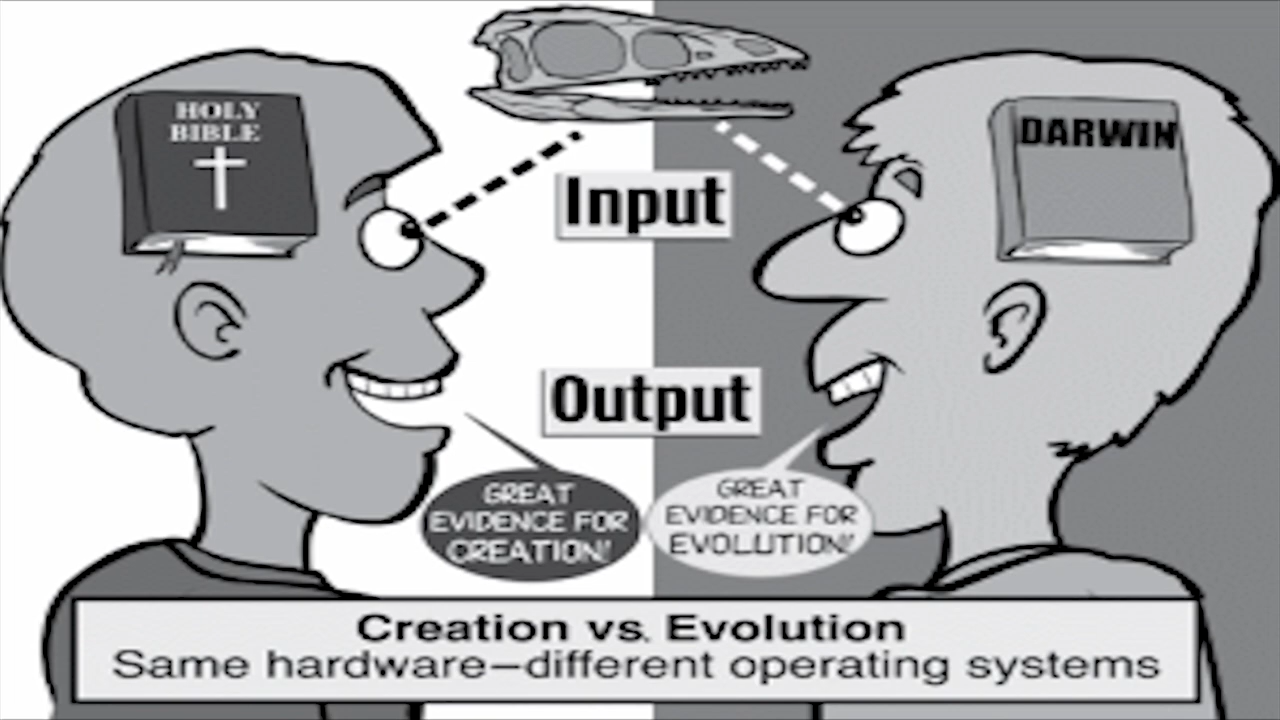 HOLY
BIBLE
DARWIN
Input
Output
GREAT
EVIDENCE FOR
CREATION!
GREAT
EVIDENCE FOR
EVOLUTION!
Creation vs. Evolution
Same hardware—different operating systems